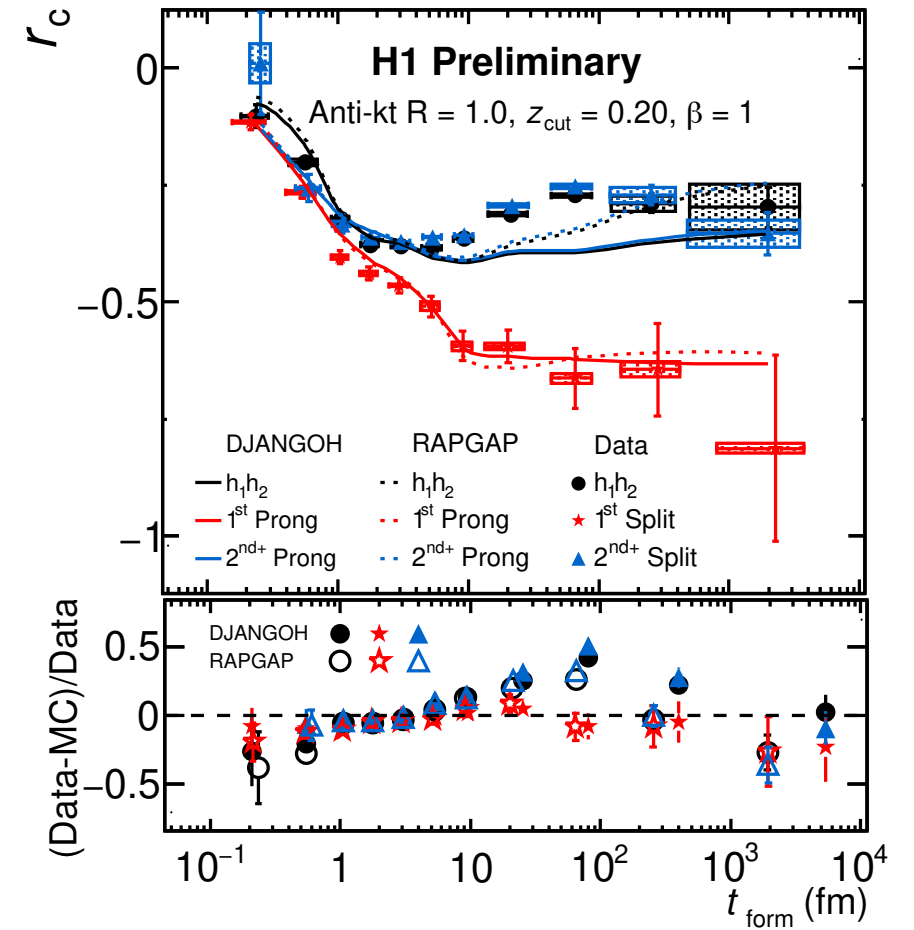 r_c
H1 Preliminary
Anti-kt R = 1.0, z_cut = 0.20, β = 1
0
−0.5
−1
DJANGOH RAPGAP Data
h₁h₂ h₁h₂ h₁h₂
1st Prong 1st Prong 1st Split
2nd+ Prong 2nd+ Prong 2nd+ Split
(Data-MC)/Data
DJANGOH
RAPGAP
0.5
0
−0.5
10⁻¹ 1 10 10² 10³ 10⁴
t_form (fm)